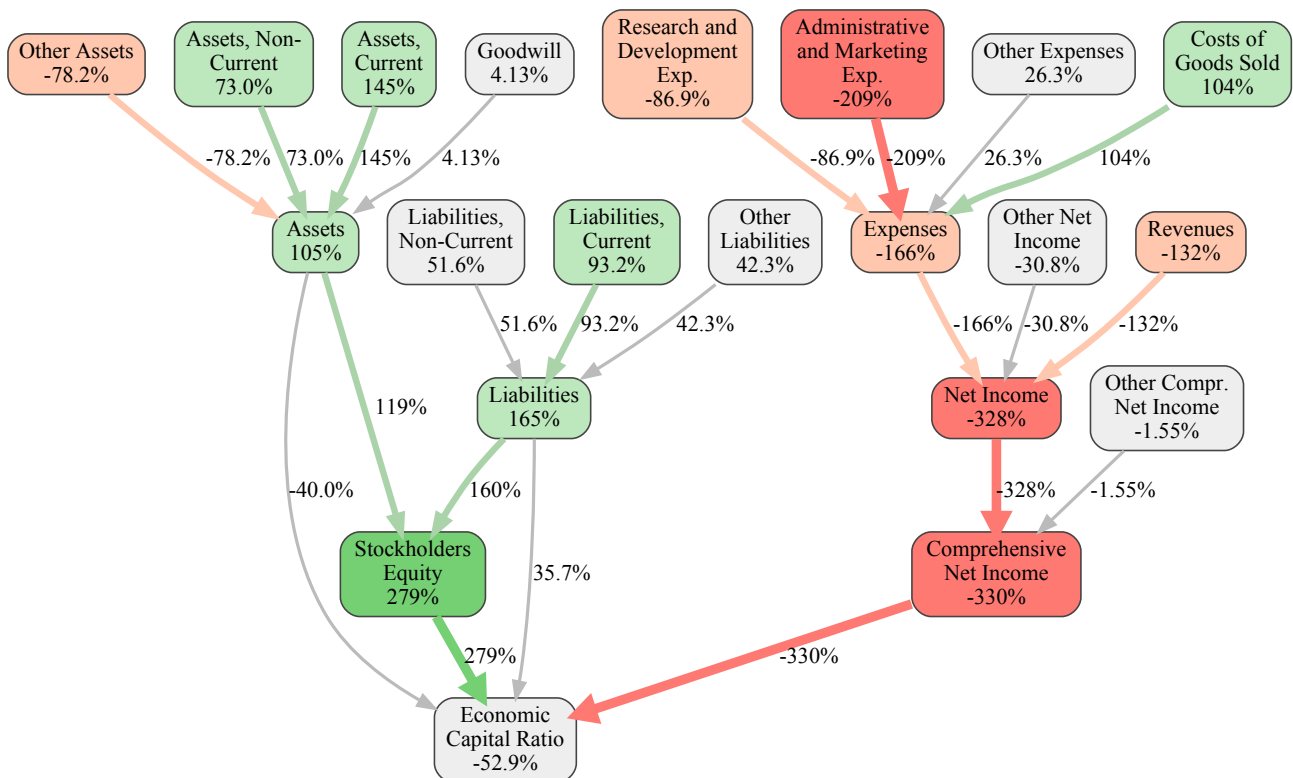 Other Assets
-78.2%
Assets, Non-
Current
73.0%
Assets,
Current
145%
Goodwill
4.13%
Research and
Development
Exp.
-86.9%
Administrative
and Marketing
Exp.
-209%
Other Expenses
26.3%
Costs of
Goods Sold
104%
-78.2%
73.0%
145%
4.13%
-86.9%
-209%
26.3%
104%
Assets
105%
Liabilities,
Non-Current
51.6%
Liabilities,
Current
93.2%
Other
Liabilities
42.3%
Expenses
-166%
Other Net
Income
-30.8%
Revenues
-132%
51.6%
93.2%
42.3%
-166%
-30.8%
-132%
119%
Liabilities
165%
Net Income
-328%
Other Compr.
Net Income
-1.55%
-40.0%
160%
-328%
-1.55%
Stockholders
Equity
279%
35.7%
Comprehensive
Net Income
-330%
279%
-330%
Economic
Capital Ratio
-52.9%